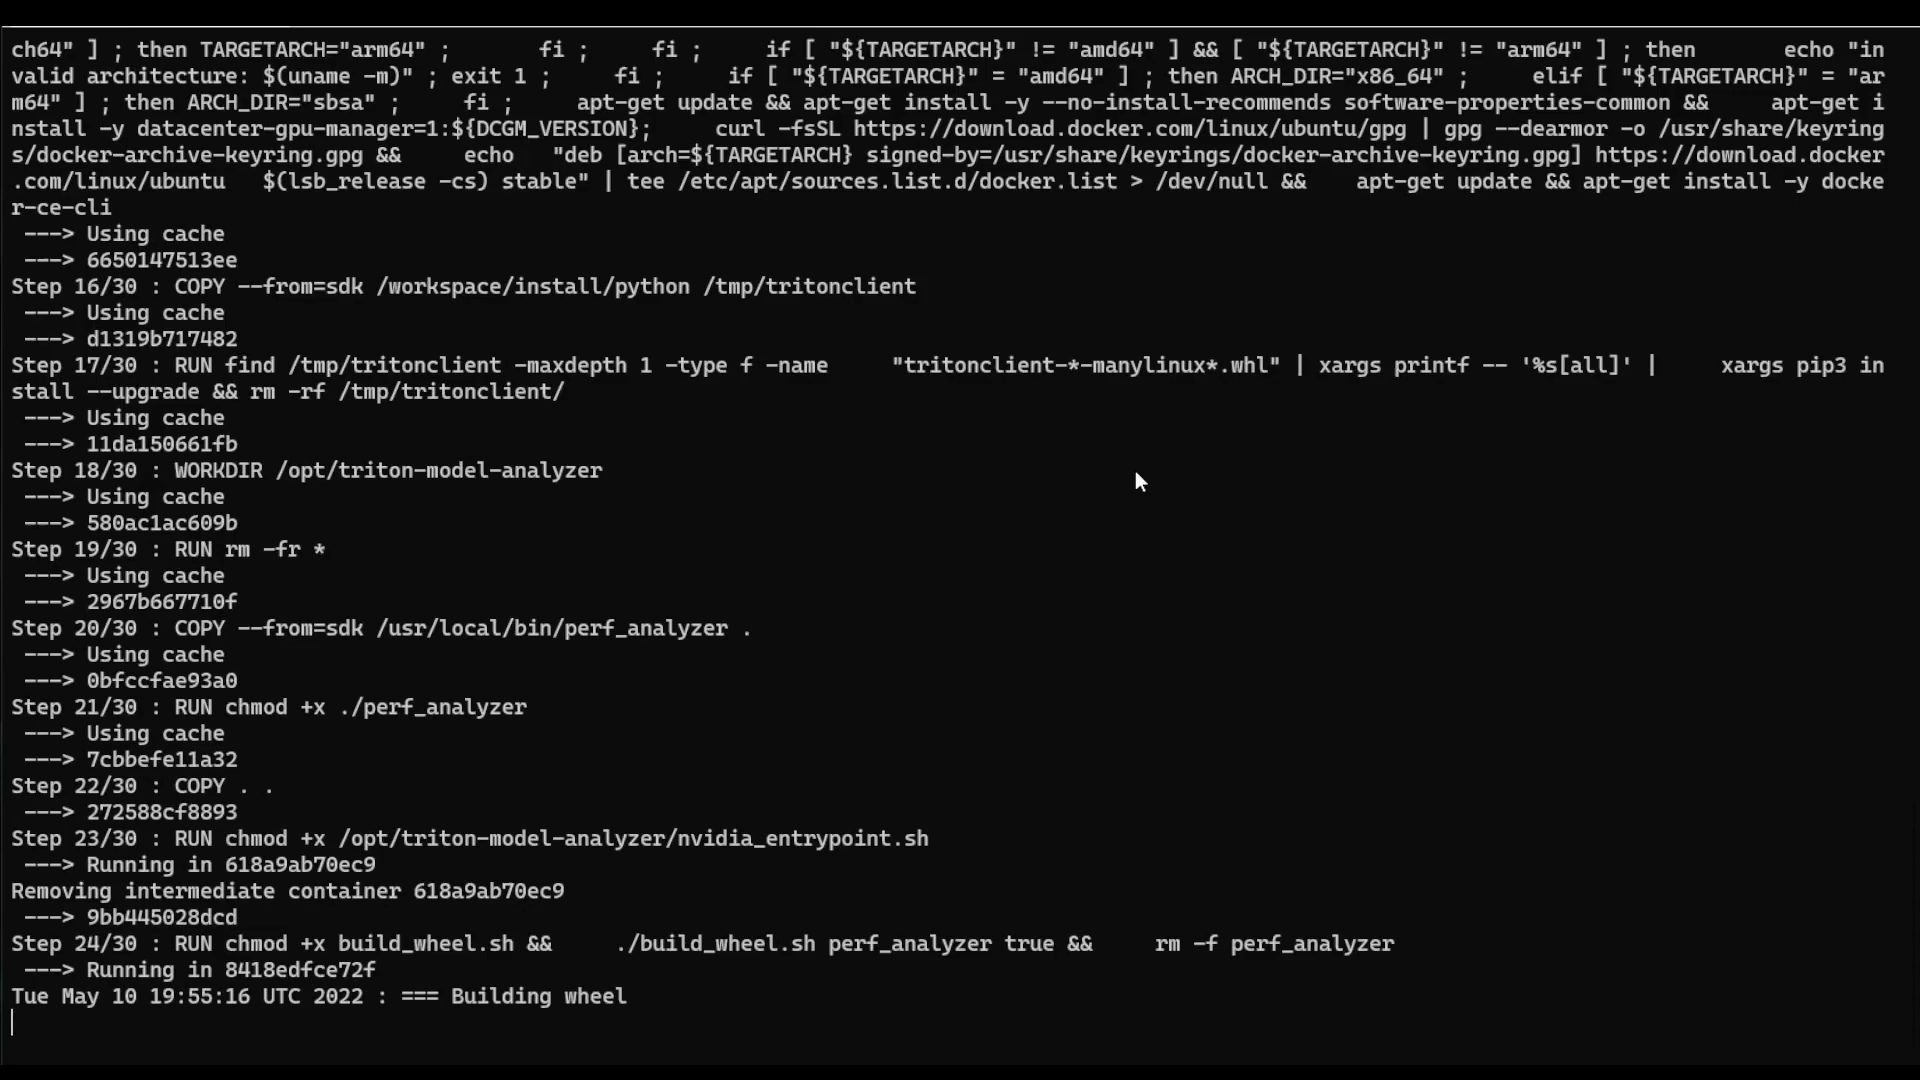 ch64" ] ; then TARGETARCH="arm64" ;       fi ;     fi ;     if [ "${TARGETARCH}" != "amd64" ] && [ "${TARGETARCH}" != "arm64" ] ; then       echo "in
valid architecture: $(uname -m)" ; exit 1 ;     fi ;     if [ "${TARGETARCH}" = "amd64" ] ; then ARCH_DIR="x86_64" ;     elif [ "${TARGETARCH}" = "ar
m64" ] ; then ARCH_DIR="sbsa" ;     fi ;     apt-get update && apt-get install -y --no-install-recommends software-properties-common &&     apt-get i
nstall -y datacenter-gpu-manager=1:${DCGM_VERSION};     curl -fsSL https://download.docker.com/linux/ubuntu/gpg | gpg --dearmor -o /usr/share/keyring
s/docker-archive-keyring.gpg &&     echo   "deb [arch=${TARGETARCH} signed-by=/usr/share/keyrings/docker-archive-keyring.gpg] https://download.docker
.com/linux/ubuntu   $(lsb_release -cs) stable" | tee /etc/apt/sources.list.d/docker.list > /dev/null &&    apt-get update && apt-get install -y docke
r-ce-cli
 ---> Using cache
 ---> 6650147513ee
Step 16/30 : COPY --from=sdk /workspace/install/python /tmp/tritonclient
 ---> Using cache
 ---> d1319b717482
Step 17/30 : RUN find /tmp/tritonclient -maxdepth 1 -type f -name     "tritonclient-*-manylinux*.whl" | xargs printf -- '%s[all]' |     xargs pip3 in
stall --upgrade && rm -rf /tmp/tritonclient/
 ---> Using cache
 ---> 11da150661fb
Step 18/30 : WORKDIR /opt/triton-model-analyzer
 ---> Using cache
 ---> 580ac1ac609b
Step 19/30 : RUN rm -fr *
 ---> Using cache
 ---> 2967b667710f
Step 20/30 : COPY --from=sdk /usr/local/bin/perf_analyzer .
 ---> Using cache
 ---> 0bfccfae93a0
Step 21/30 : RUN chmod +x ./perf_analyzer
 ---> Using cache
 ---> 7cbbefe11a32
Step 22/30 : COPY . .
 ---> 272588cf8893
Step 23/30 : RUN chmod +x /opt/triton-model-analyzer/nvidia_entrypoint.sh
 ---> Running in 618a9ab70ec9
Removing intermediate container 618a9ab70ec9
 ---> 9bb445028dcd
Step 24/30 : RUN chmod +x build_wheel.sh &&     ./build_wheel.sh perf_analyzer true &&     rm -f perf_analyzer
 ---> Running in 8418edfce72f
Tue May 10 19:55:16 UTC 2022 : === Building wheel